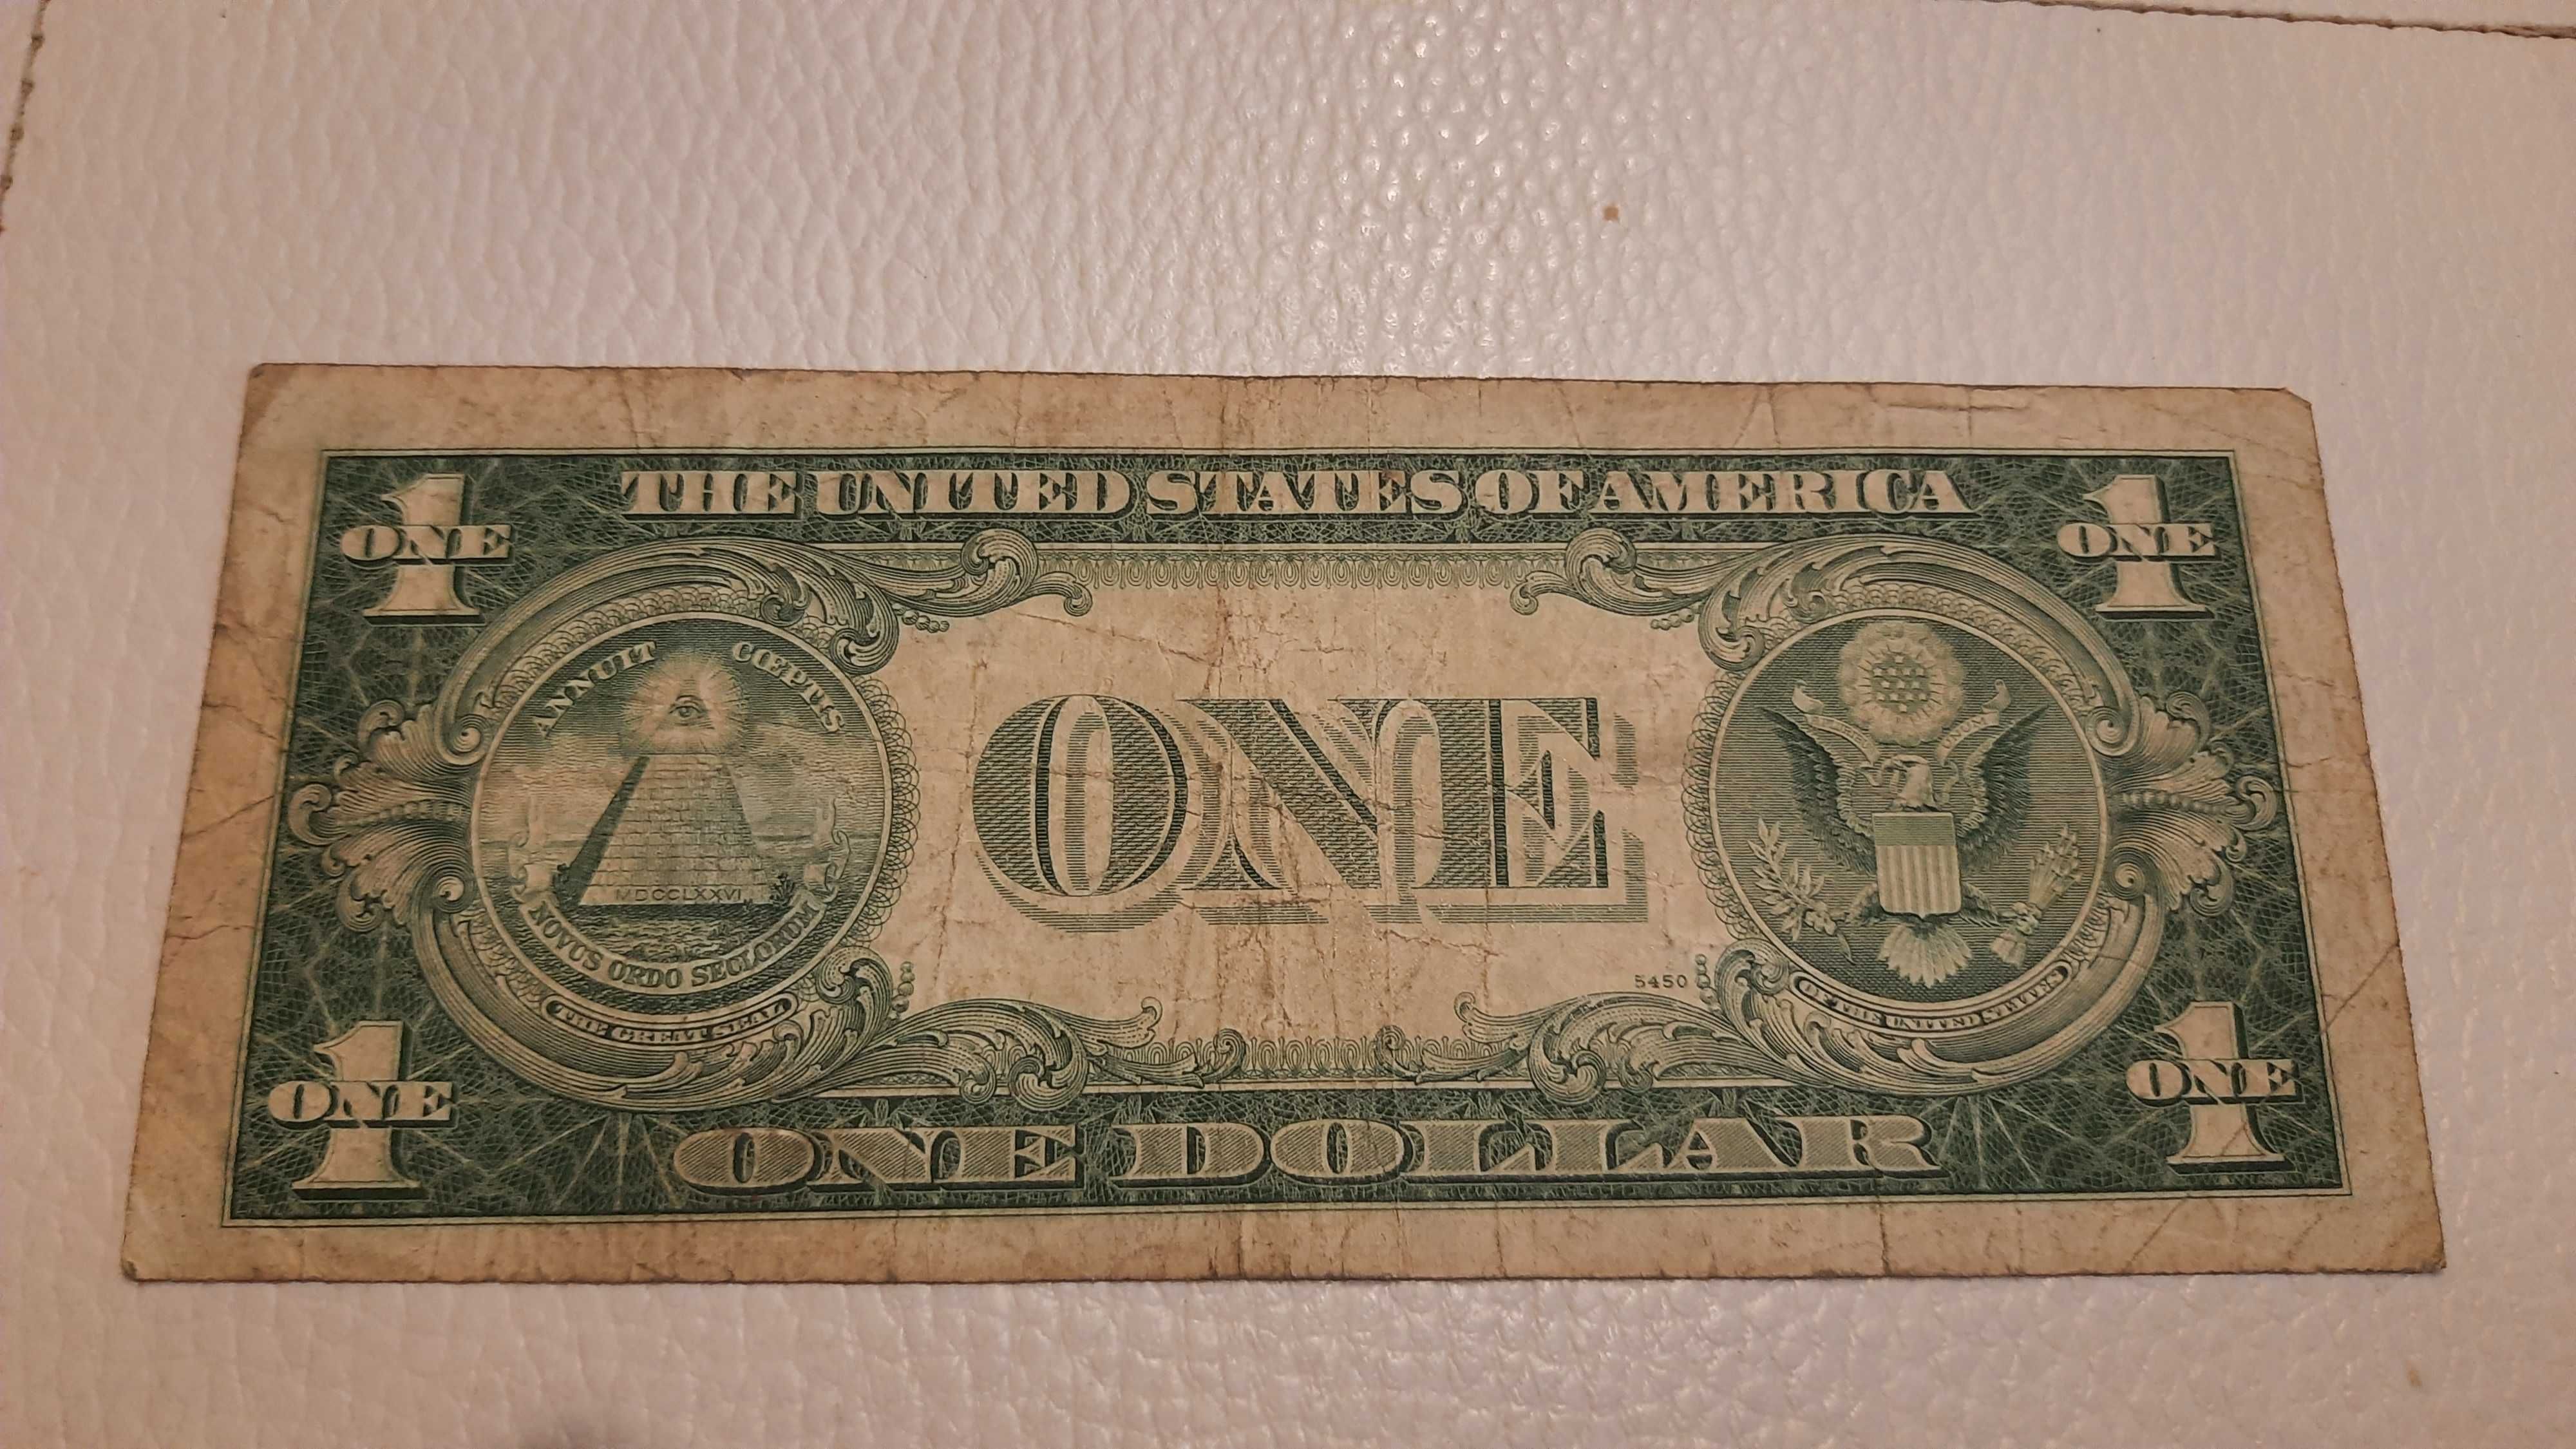 THE UNITED STATES OF AMERICA
1
ONE
1
ONE
ANNUIT CŒPTIS
MDCCLXXVI
NOVUS ORDO SECLORUM
THE GREAT SEAL
ONE
5450
OF THE UNITED STATES
1
ONE
1
ONE
ONE DOLLAR